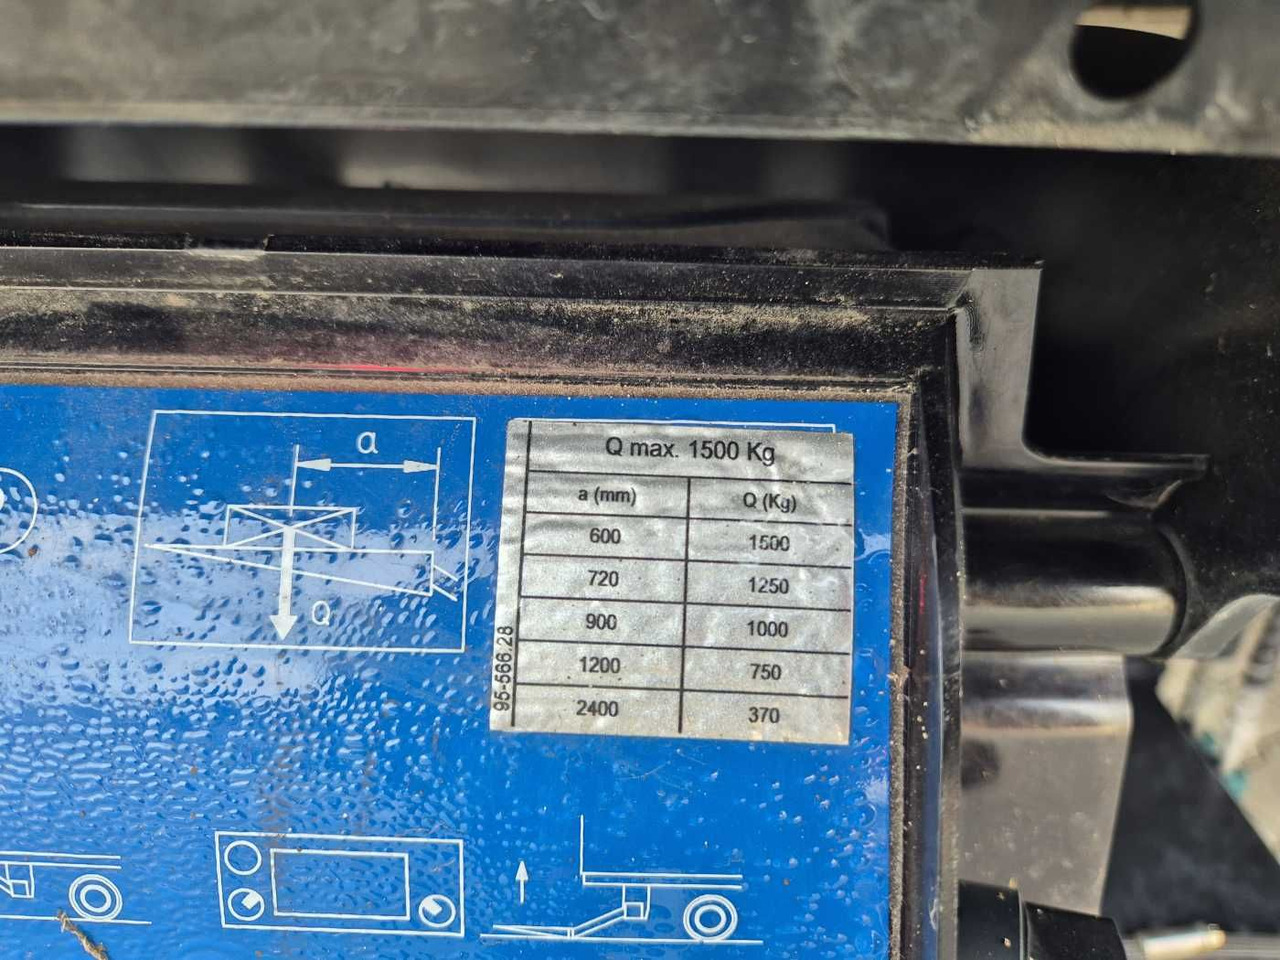 a
Q
Q max. 1500 Kg
a (mm) Q (Kg)
600 1500
720 1250
900 1000
1200 750
2400 370
95-566.28